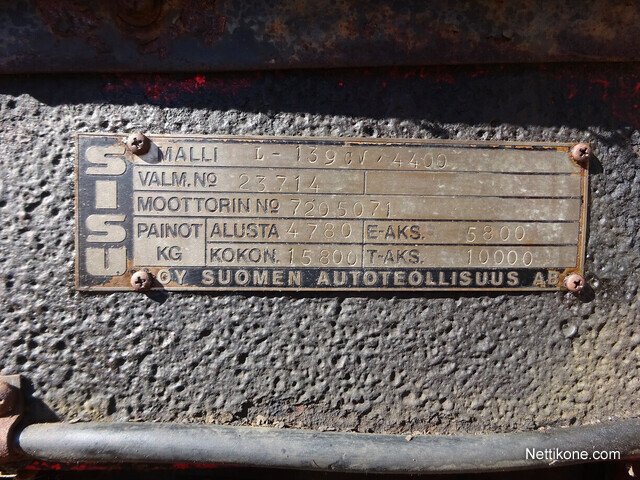 SISU
MALLI L-139CV-4400
VALM.Nº 23714
MOOTTORIN Nº 7205071
PAINOT KG
ALUSTA 4780 E-AKS. 5800
KOKON. 15800 T-AKS. 10000
OY SUOMEN AUTOTEOLLISUUS AB
Nettikone.com